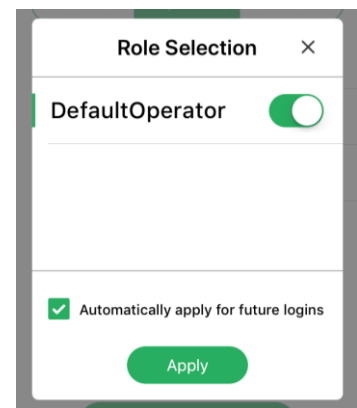 Role Selection
DefaultOperator
Automatically apply for future logins
Apply